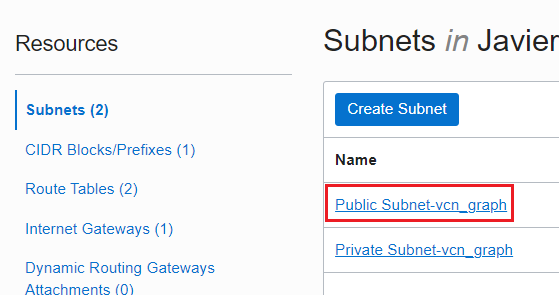 Resources
Subnets (2)
CIDR Blocks/Prefixes (1)
Route Tables (2)
Internet Gateways (1)
Dynamic Routing Gateways
Attachments (0)
Subnets in Javier
Create Subnet
Name
Public Subnet-vcn_graph
Private Subnet-vcn_graph